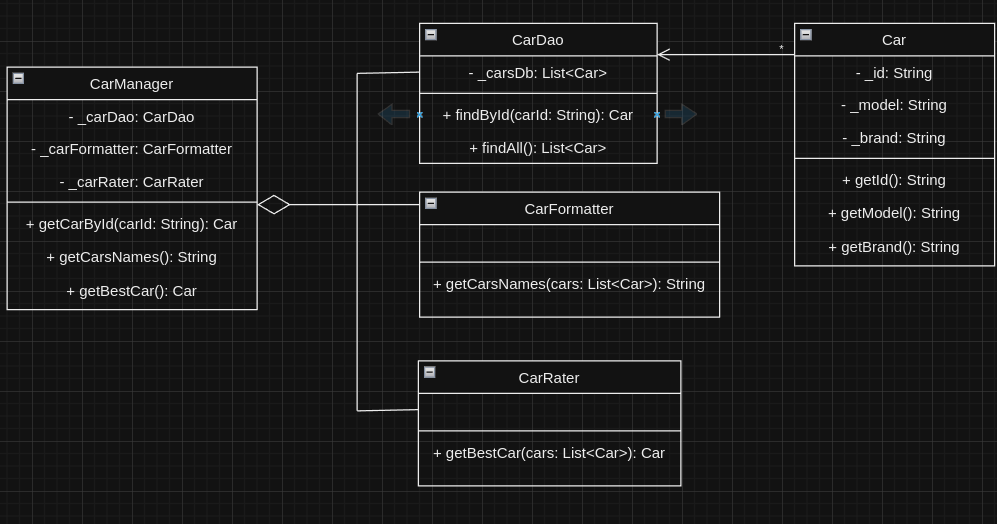 CarManager
- _carDao: CarDao
- _carFormatter: CarFormatter
- _carRater: CarRater
+ getCarById(carId: String): Car
+ getCarsNames(): String
+ getBestCar(): Car
CarDao
- _carsDb: List<Car>
+ findById(carId: String): Car
+ findAll(): List<Car>
CarFormatter
+ getCarsNames(cars: List<Car>): String
CarRater
+ getBestCar(cars: List<Car>): Car
*
Car
- _id: String
- _model: String
- _brand: String
+ getId(): String
+ getModel(): String
+ getBrand(): String